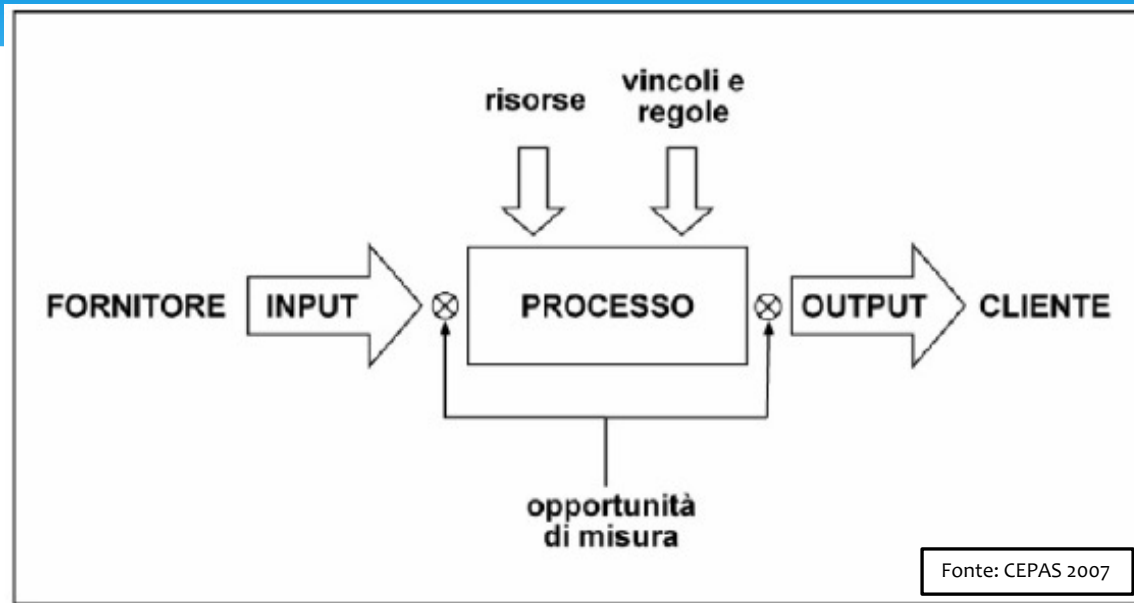 risorse
vincoli e
regole
FORNITORE
INPUT
PROCESSO
OUTPUT
CLIENTE
opportunità
di misura
Fonte: CEPAS 2007